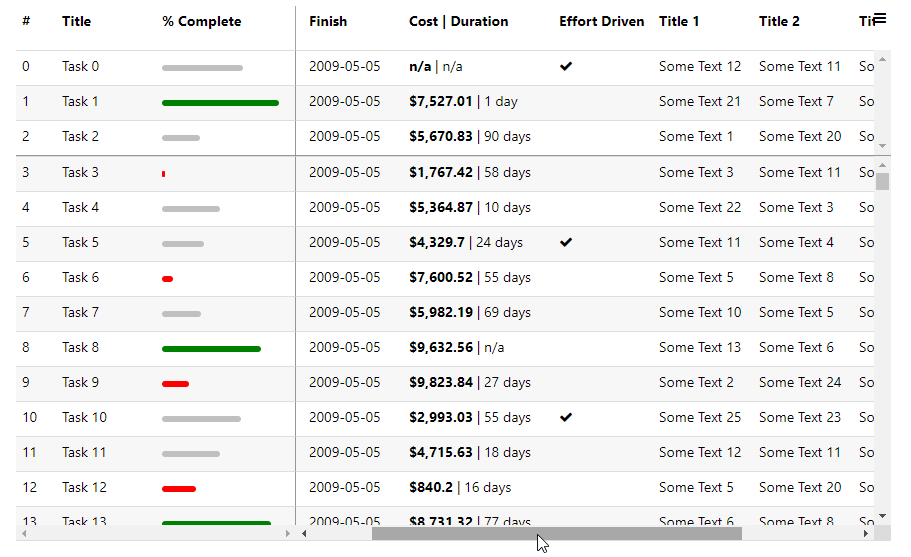 # Title % Complete Finish Cost | Duration Effort Driven Title 1 Title 2 Tit
0 Task 0 2009-05-05 n/a | n/a Some Text 12 Some Text 11 So
1 Task 1 2009-05-05 $7,527.01 | 1 day Some Text 21 Some Text 7 So
2 Task 2 2009-05-05 $5,670.83 | 90 days Some Text 1 Some Text 20 So
3 Task 3 2009-05-05 $1,767.42 | 58 days Some Text 3 Some Text 11 So
4 Task 4 2009-05-05 $5,364.87 | 10 days Some Text 22 Some Text 3 So
5 Task 5 2009-05-05 $4,329.7 | 24 days Some Text 11 Some Text 4 So
6 Task 6 2009-05-05 $7,600.52 | 55 days Some Text 5 Some Text 8 So
7 Task 7 2009-05-05 $5,982.19 | 69 days Some Text 10 Some Text 5 So
8 Task 8 2009-05-05 $9,632.56 | n/a Some Text 13 Some Text 6 So
9 Task 9 2009-05-05 $9,823.84 | 27 days Some Text 2 Some Text 24 So
10 Task 10 2009-05-05 $2,993.03 | 55 days Some Text 25 Some Text 23 So
11 Task 11 2009-05-05 $4,715.63 | 18 days Some Text 12 Some Text 11 So
12 Task 12 2009-05-05 $840.2 | 16 days Some Text 5 Some Text 20 So
13 Task 13 2009-05-05 $8,731.32 | 77 days Some Text 6 Some Text 8 So